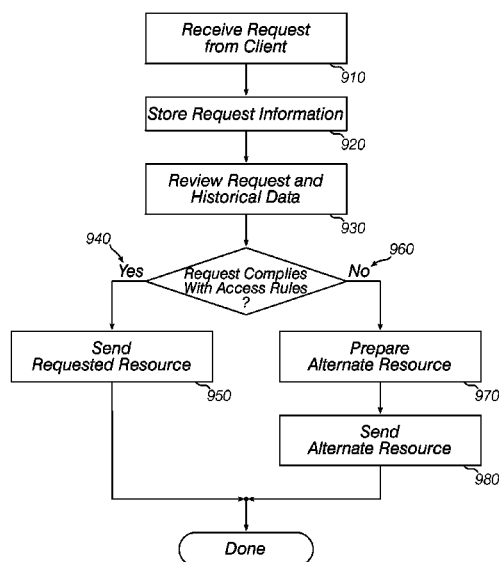 Receive Request
from Client
910
Store Request Information
920
Review Request and
Historical Data
930
940
960
Yes
No
Request Complies
With Access Rules
?
Send
Requested Resource
950
Prepare
Alternate Resource
970
Send
Alternate Resource
980
Done